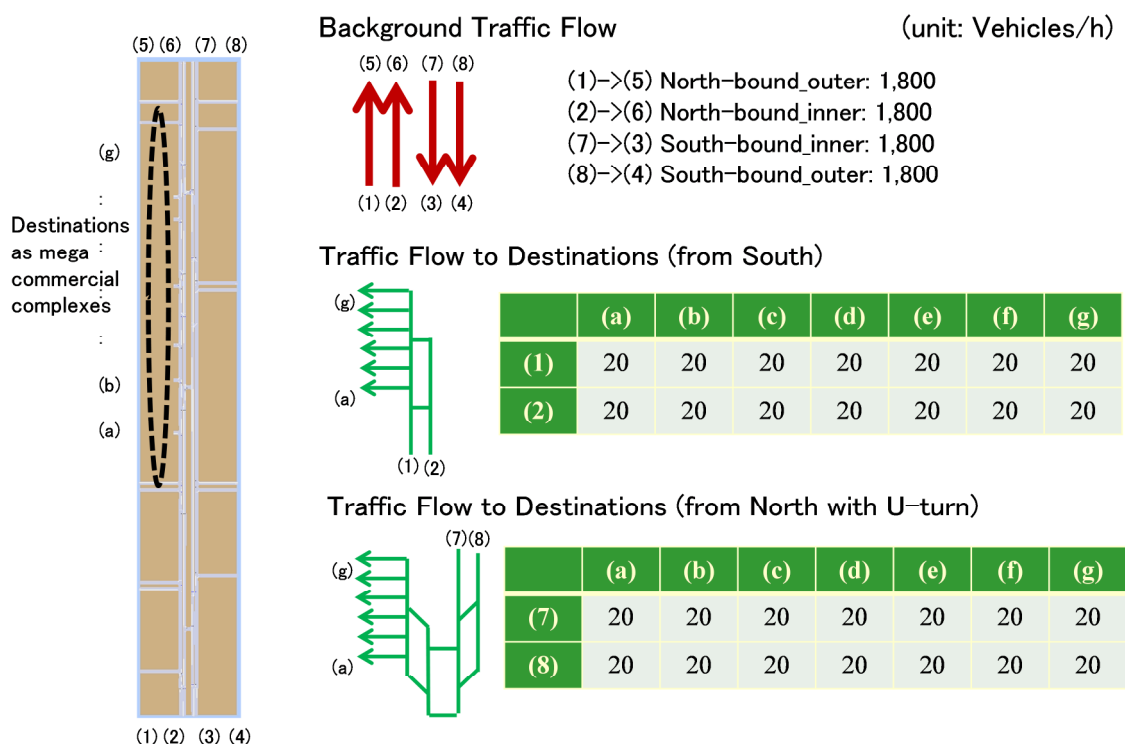 (5) (6) (7) (8)
(g)
:
Destinations
as mega :
commercial
complexes :
:
(b)
(a)
(1) (2) (3) (4)
Background Traffic Flow (unit: Vehicles/h)
(5) (6) (7) (8)
(1) (2) (3) (4)
(1)->(5) North-bound_outer: 1,800
(2)->(6) North-bound_inner: 1,800
(7)->(3) South-bound_inner: 1,800
(8)->(4) South-bound_outer: 1,800
Traffic Flow to Destinations (from South)
(g)
(a)
(1) (2)
(a) (b) (c) (d) (e) (f) (g)
(1) 20 20 20 20 20 20 20
(2) 20 20 20 20 20 20 20
Traffic Flow to Destinations (from North with U-turn)
(7) (8)
(g)
(a)
(a) (b) (c) (d) (e) (f) (g)
(7) 20 20 20 20 20 20 20
(8) 20 20 20 20 20 20 20